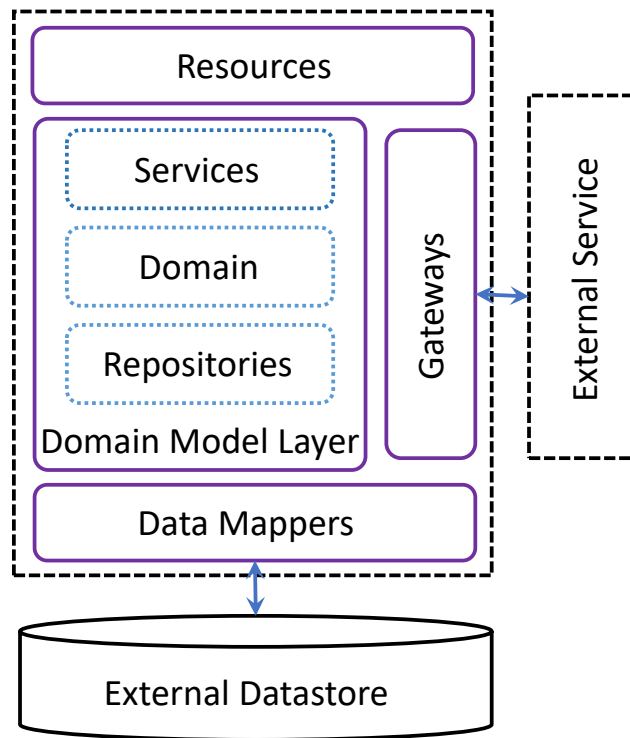 Resources
Services
Domain
Repositories
Domain Model Layer
Gateways
External Service
Data Mappers
External Datastore